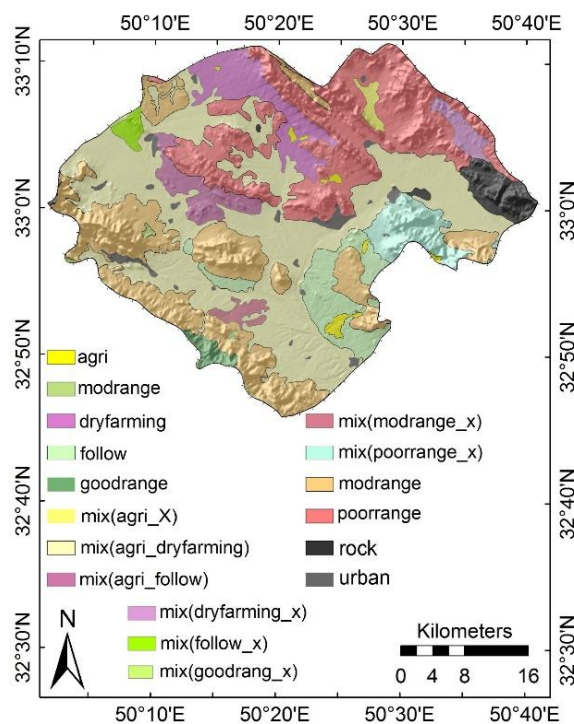 50°10'E 50°20'E 50°30'E 50°40'E
33°10'N 33°10'N
33°0'N 33°0'N
32°50'N 32°50'N
32°40'N 32°40'N
32°30'N 32°30'N
agri
modrange
dryfarming
follow
goodrange
mix(agri_X)
mix(agri_dryfarming)
mix(agri_follow)
mix(modrange_x)
mix(poorrange_x)
modrange
poorrange
rock
urban
mix(dryfarming_x)
mix(follow_x)
mix(goodrang_x)
N
Kilometers
0 4 8 16
50°10'E 50°20'E 50°30'E 50°40'E